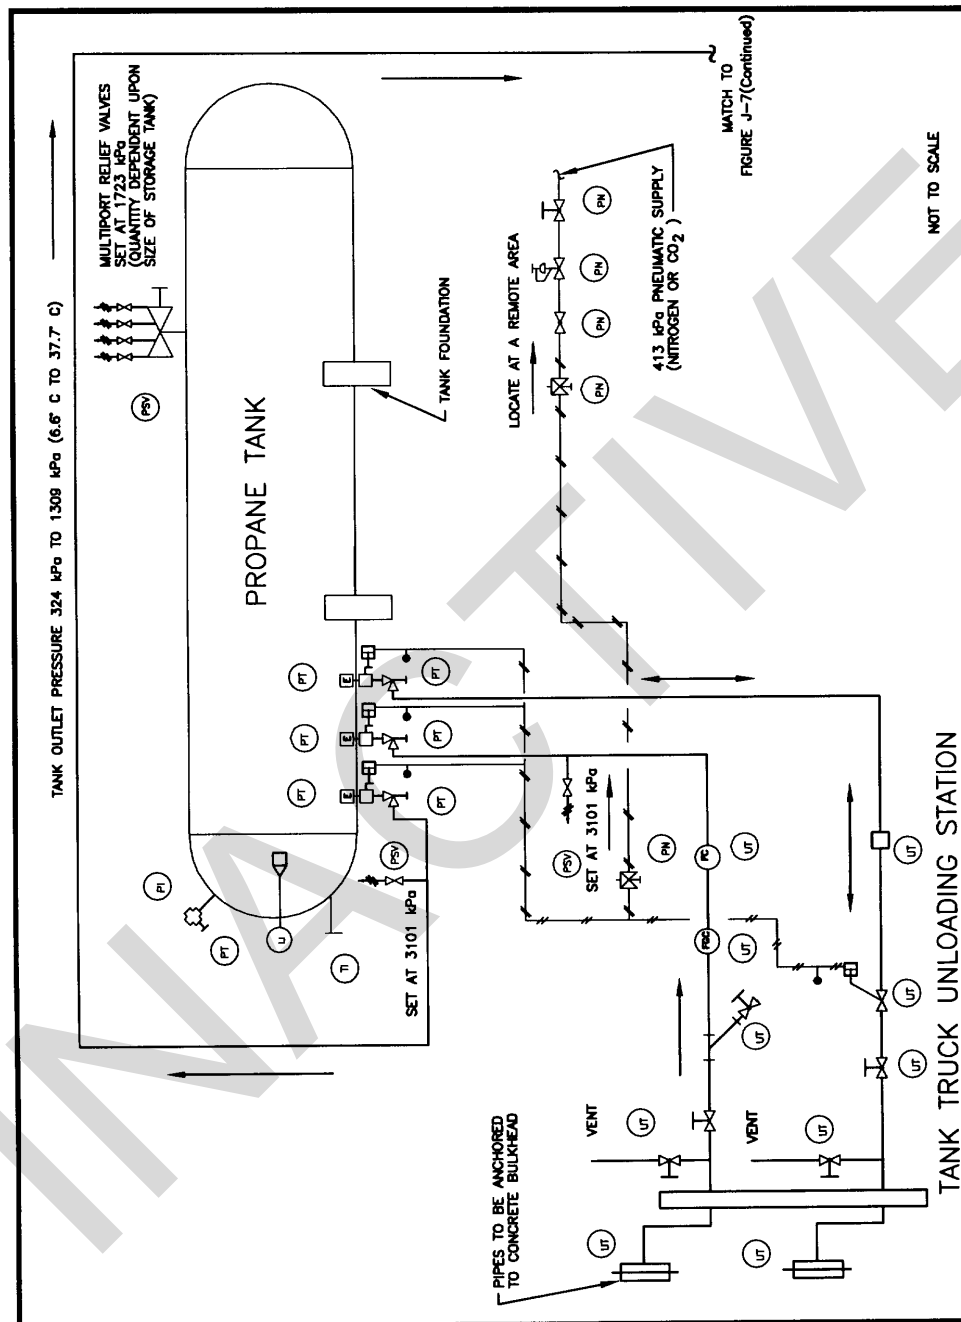 TANK OUTLET PRESSURE 324 kPa TO 1309 kPa (6.6° C TO 37.7° C)
MULTIPORT RELIEF VALVES
SET AT 1723 kPa
(QUANTITY DEPENDENT UPON
SIZE OF STORAGE TANK)
PSV
PROPANE TANK
TANK FOUNDATION
LOCATE AT A REMOTE AREA
413 kPa PNEUMATIC SUPPLY
(NITROGEN OR CO2 )
MATCH TO
FIGURE J-7(Continued)
NOT TO SCALE
PN
PN
PN
PN
PT
PT
PT
E
E
E
PT
PT
PT
PI
PT
LI
TI
PSV
SET AT 3101 kPa
PSV
SET AT 3101 kPa
PN
FC
UT
FBC
UT
UT
UT
UT
UT
VENT
UT
VENT
UT
UT
UT
PIPES TO BE ANCHORED
TO CONCRETE BULKHEAD
TANK TRUCK UNLOADING STATION
INACTIVE